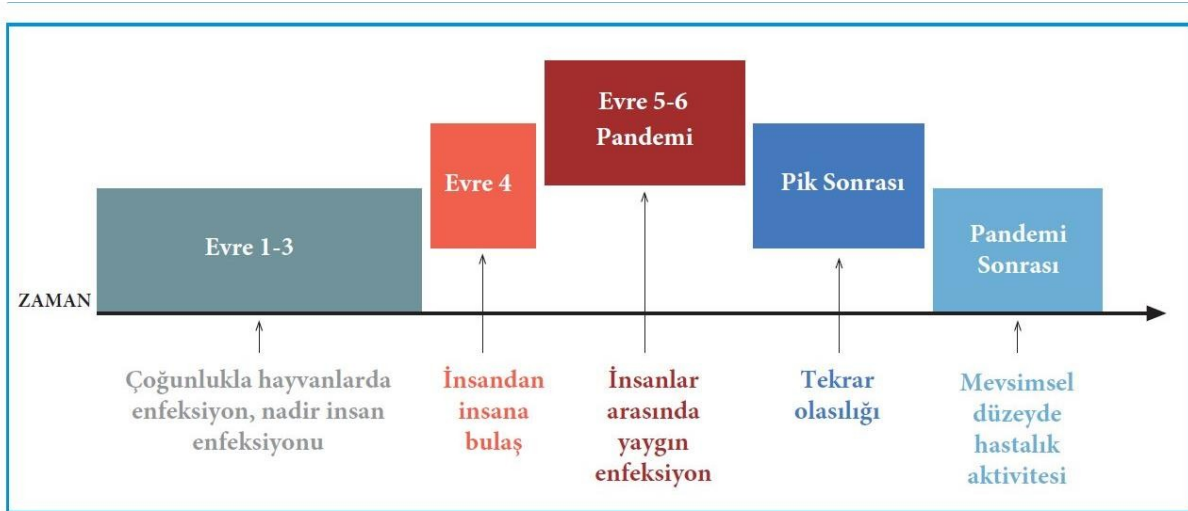 Evre 5-6
Pandemi
Evre 4
Pik Sonrası
Evre 1-3
Pandemi
Sonrası
ZAMAN
Çoğunlukla hayvanlarda
enfeksiyon, nadir insan
enfeksiyonu
İnsandan
insana
bulaş
İnsanlar
arasında
yaygın
enfeksiyon
Tekrar
olasılığı
Mevsimsel
düzeyde
hastalık
aktivitesi